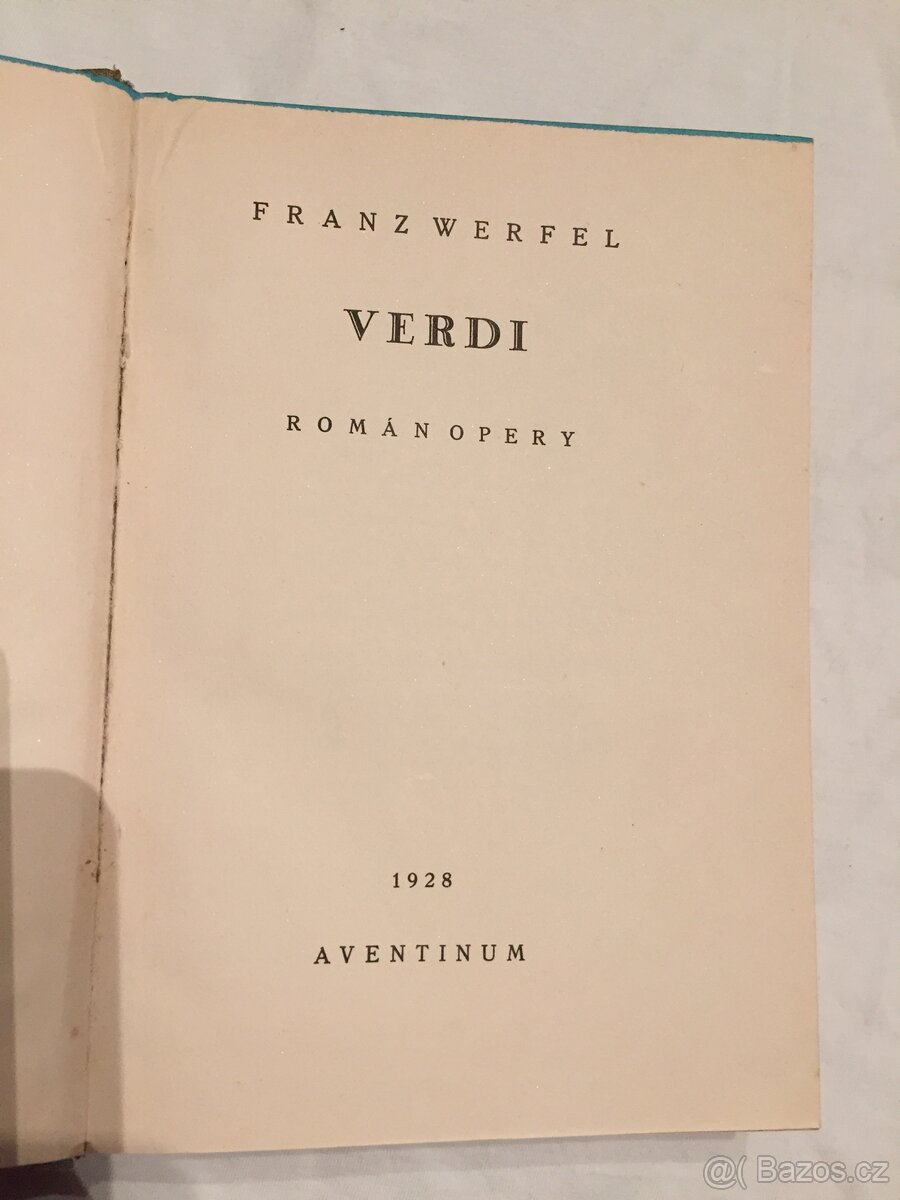 FRANZ WERFEL
VERDI
ROMÁN OPERY
1928
AVENTINUM
@( Bazos.cz